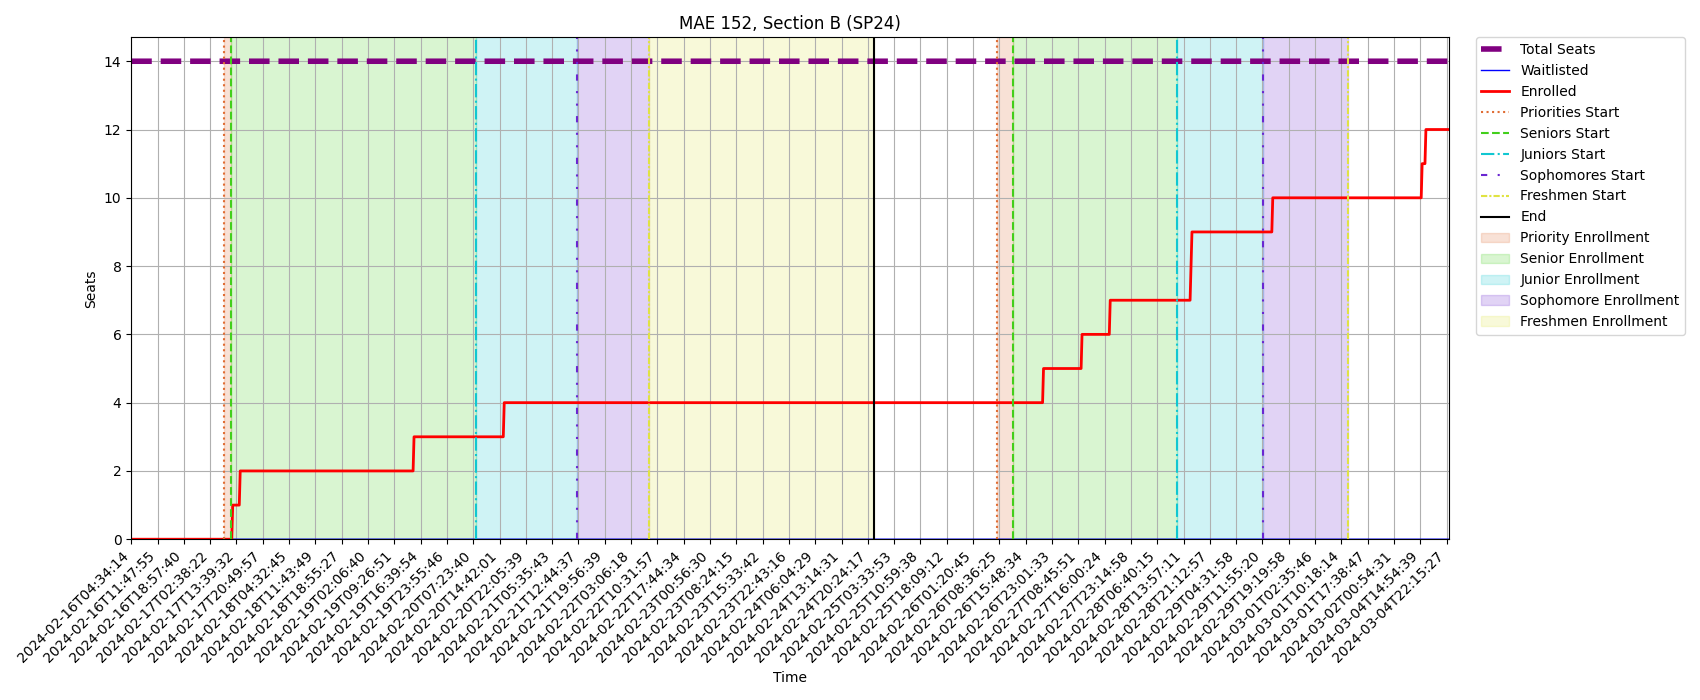 MAE 152, Section B (SP24)
Total Seats
Waitlisted
Enrolled
Priorities Start
Seniors Start
Juniors Start
Sophomores Start
Freshmen Start
End
Priority Enrollment
Senior Enrollment
Junior Enrollment
Sophomore Enrollment
Freshmen Enrollment
Seats
14
12
10
8
6
4
2
0
2024-02-16T04:34:14
2024-02-16T11:47:55
2024-02-16T18:57:40
2024-02-17T02:38:22
2024-02-17T13:39:32
2024-02-17T20:49:57
2024-02-18T04:32:45
2024-02-18T11:43:49
2024-02-18T18:55:27
2024-02-19T02:06:40
2024-02-19T09:26:51
2024-02-19T16:39:54
2024-02-19T23:55:46
2024-02-20T07:23:40
2024-02-20T14:42:01
2024-02-20T22:05:39
2024-02-21T05:35:43
2024-02-21T12:44:37
2024-02-21T19:56:39
2024-02-22T03:06:18
2024-02-22T10:31:57
2024-02-22T17:44:34
2024-02-23T00:56:30
2024-02-23T08:24:15
2024-02-23T15:33:42
2024-02-23T22:43:16
2024-02-24T06:04:29
2024-02-24T13:14:31
2024-02-24T20:24:17
2024-02-25T03:33:53
2024-02-25T10:59:38
2024-02-25T18:09:12
2024-02-26T01:20:45
2024-02-26T08:36:25
2024-02-26T15:48:34
2024-02-26T23:01:33
2024-02-27T08:45:51
2024-02-27T16:00:24
2024-02-27T23:14:58
2024-02-28T06:40:15
2024-02-28T13:57:11
2024-02-28T21:12:57
2024-02-29T04:31:58
2024-02-29T11:55:20
2024-02-29T19:19:58
2024-03-01T02:35:46
2024-03-01T10:18:14
2024-03-01T17:38:47
2024-03-02T00:54:31
2024-03-04T14:54:39
2024-03-04T22:15:27
Time